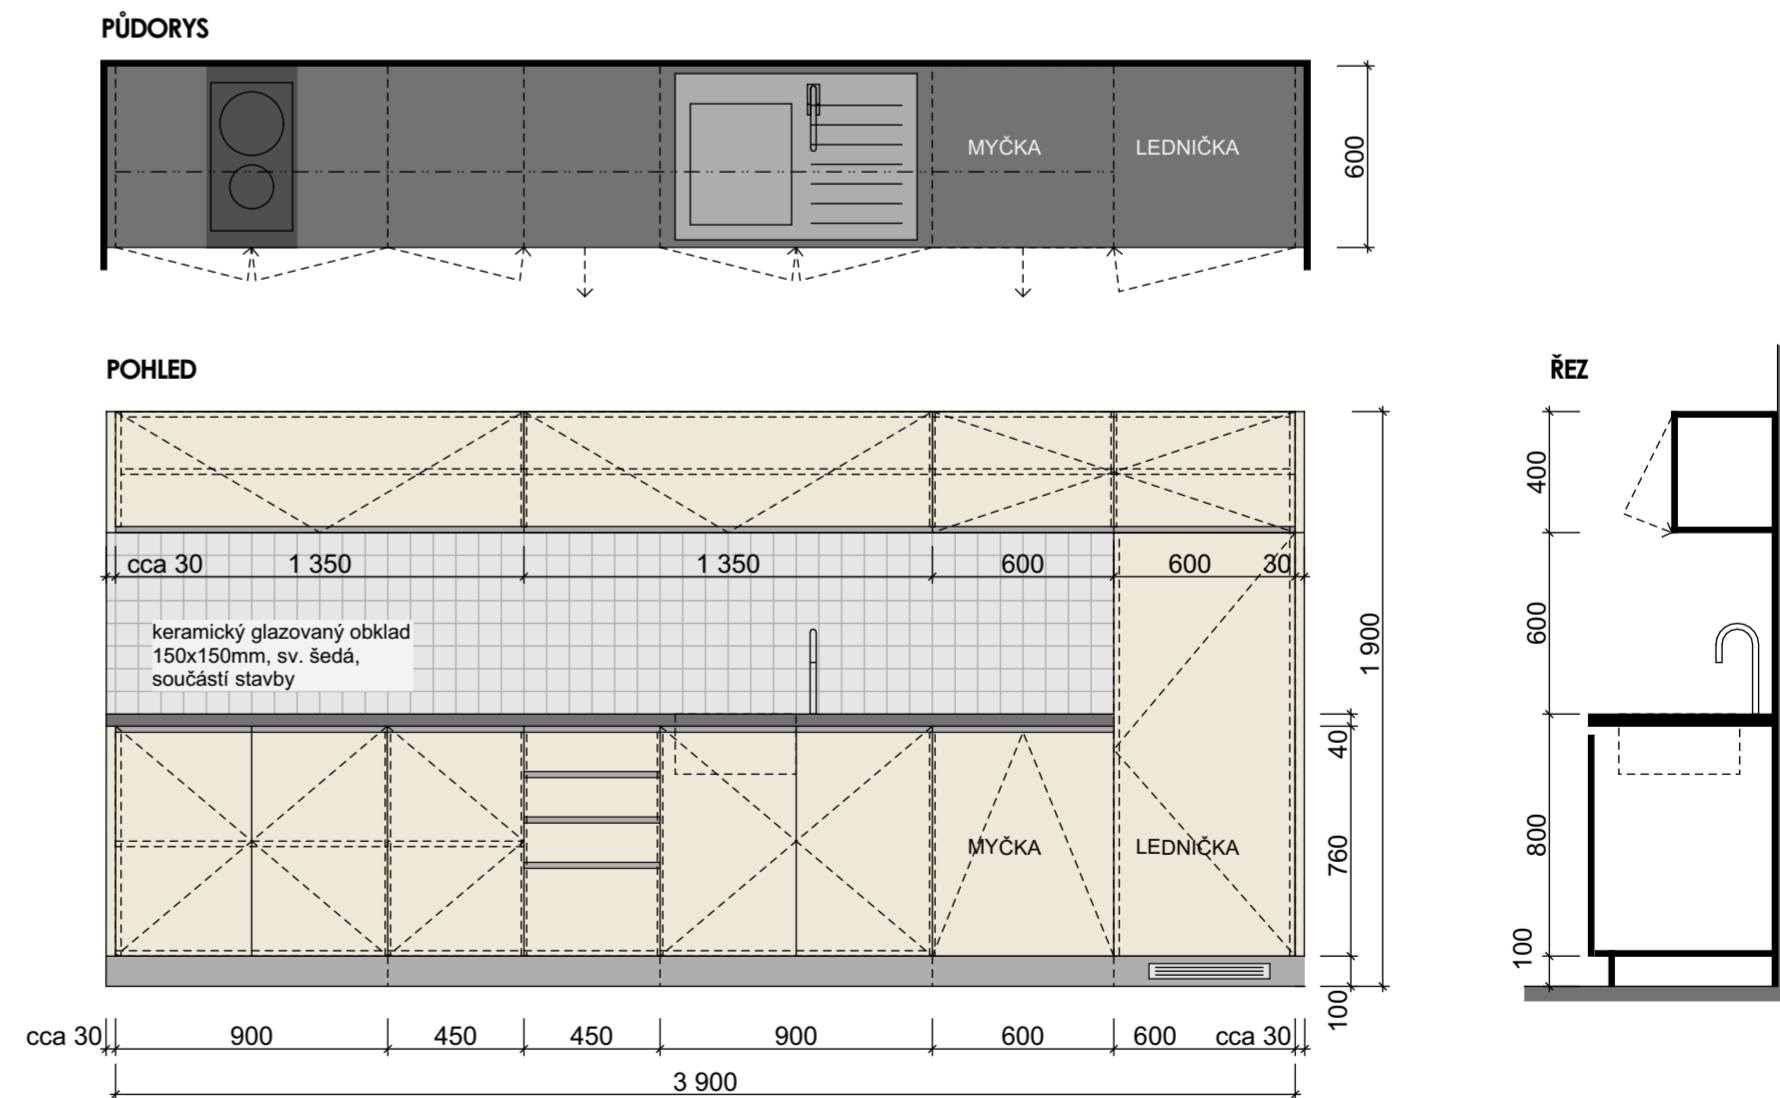 PŮDORYS
MYČKA
LEDNIČKA
600
POHLED
ŘEZ
cca 30
1 350
1 350
600
600
30
keramický glazovaný obklad
150x150mm, sv. šedá,
součástí stavby
MYČKA
LEDNIČKA
1 900
40
760
100
400
600
800
100
cca 30
900
450
450
900
600
600
cca 30
3 900